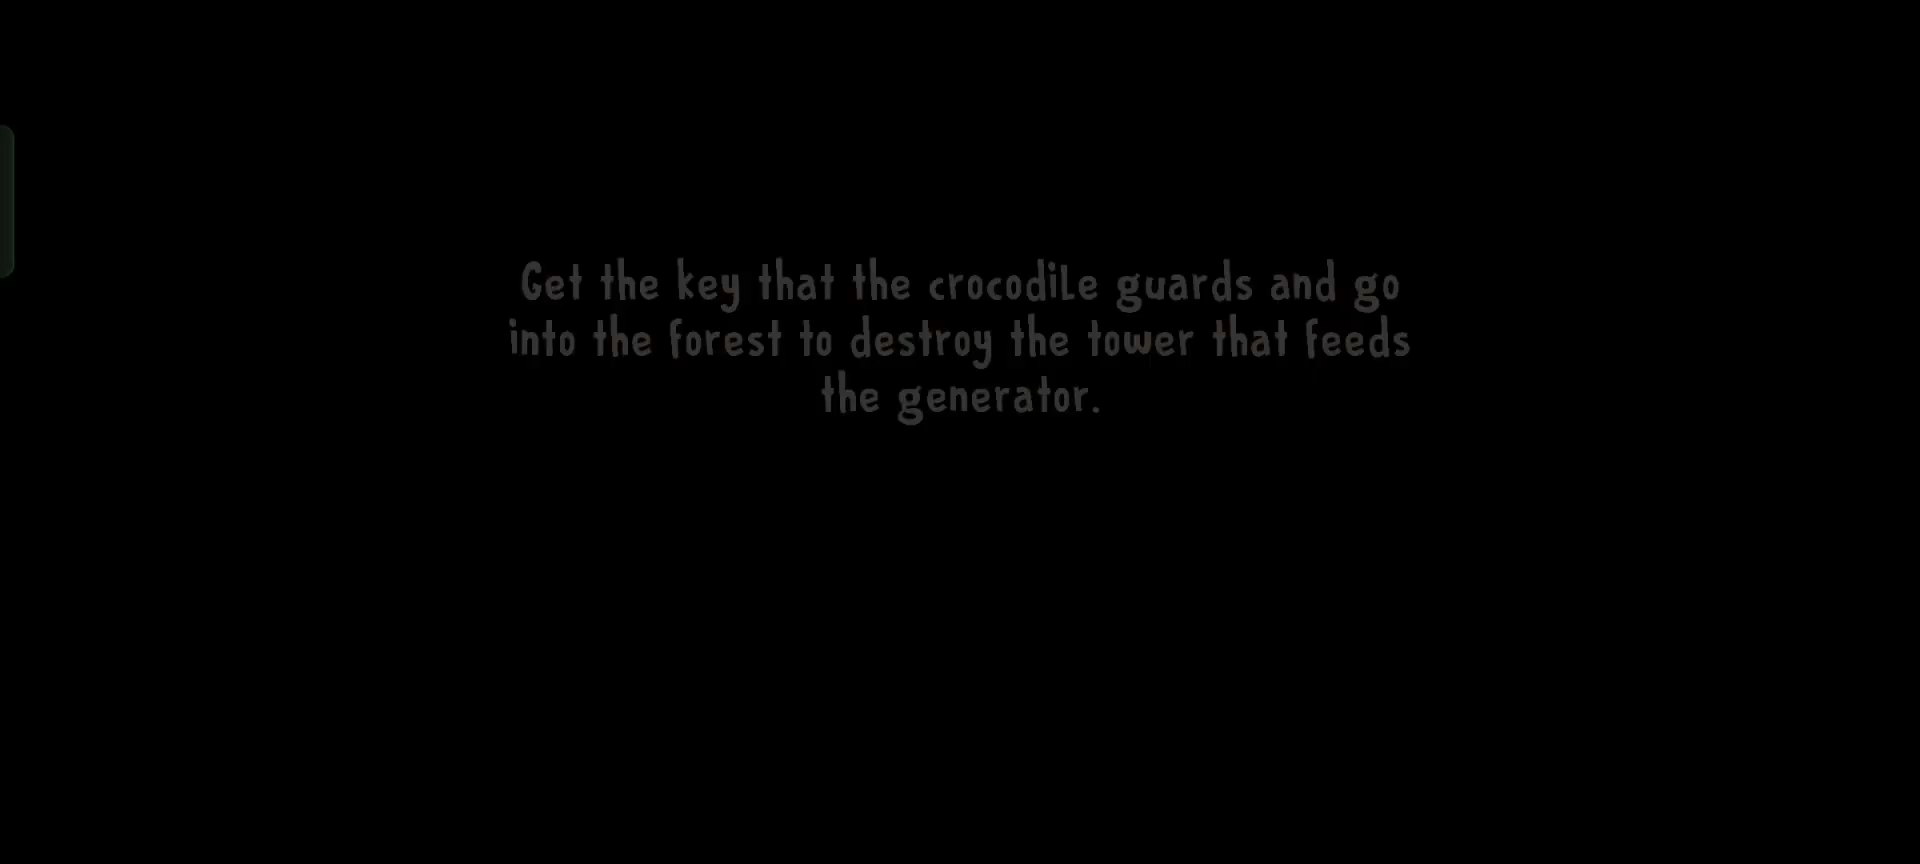 Get the key that the crocodile guards and go
into the forest to destroy the tower that feeds
the generator.